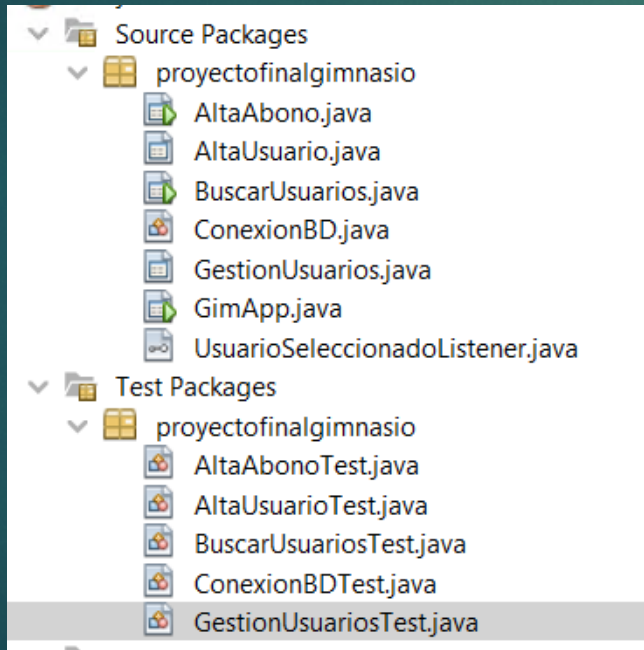 Source Packages
proyectofinalgimnasio
AltaAbono.java
AltaUsuario.java
BuscarUsuarios.java
ConexionBD.java
GestionUsuarios.java
GimApp.java
UsuarioSeleccionadoListener.java
Test Packages
proyectofinalgimnasio
AltaAbonoTest.java
AltaUsuarioTest.java
BuscarUsuariosTest.java
ConexionBDTest.java
GestionUsuariosTest.java